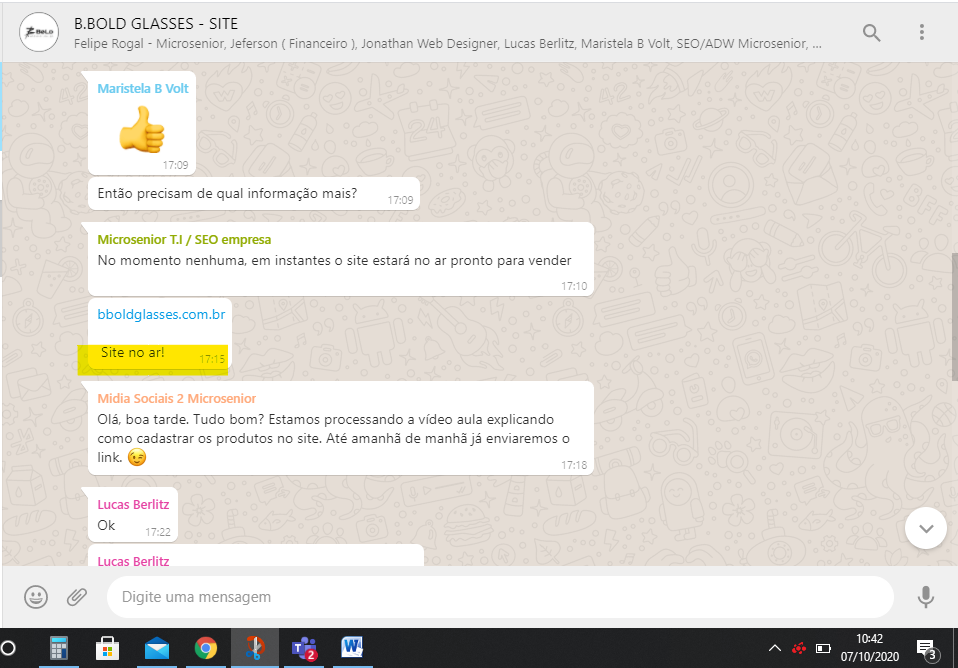 B.BOLD GLASSES - SITE
Felipe Rogal - Microsenior, Jeferson ( Financeiro ), Jonathan Web Designer, Lucas Berlitz, Maristela B Volt, SEO/ADW Microsenior, ...
Maristela B Volt
17:09
Então precisam de qual informação mais?
17:09
Microsenior T.I / SEO empresa
No momento nenhuma, em instantes o site estará no ar pronto para vender
17:10
bboldglasses.com.br
Site no ar!
17:15
Midia Sociais 2 Microsenior
Olá, boa tarde. Tudo bom? Estamos processando a vídeo aula explicando
como cadastrar os produtos no site. Até amanhã de manhã já enviaremos o
link. 😉
17:18
Lucas Berlitz
Ok
17:22
Lucas Berlitz
Digite uma mensagem
2
10:42
07/10/2020
3